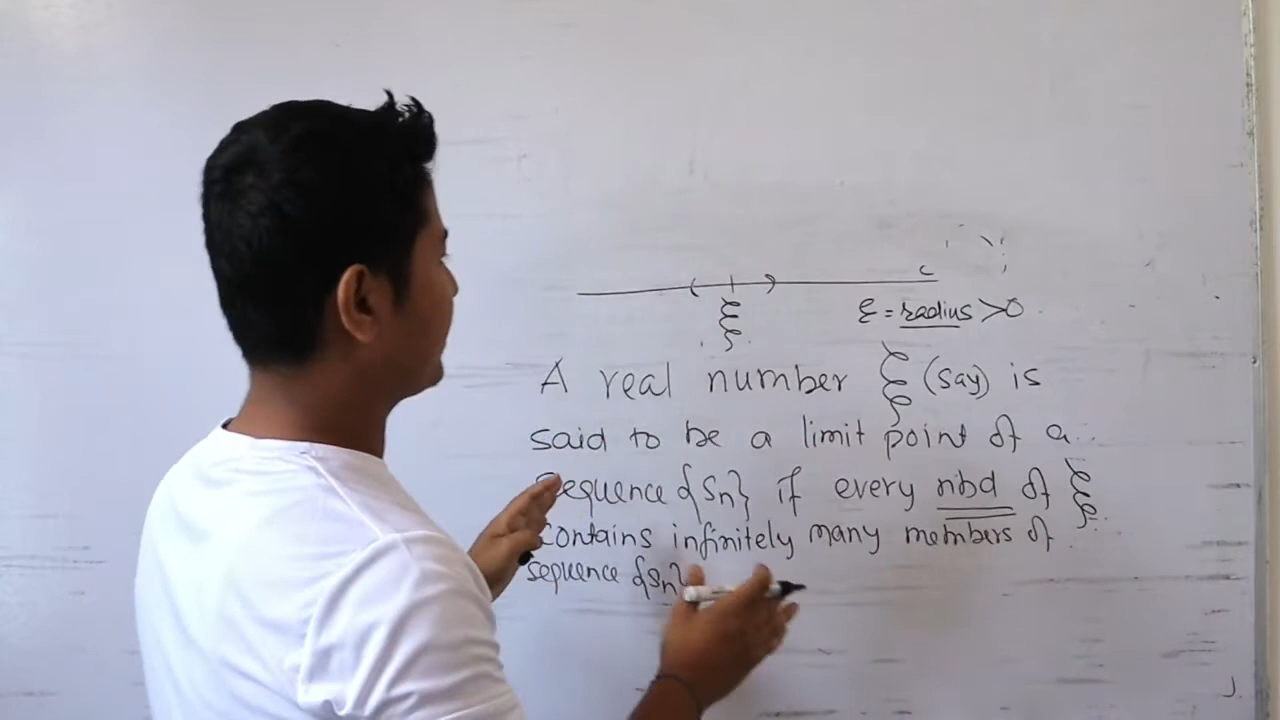 ξ
ε = radius >0
A real number ξ (say) is
said to be a limit point of a
sequence {Sn} if every nbd of ξ
contains infinitely many members of
sequence {Sn}